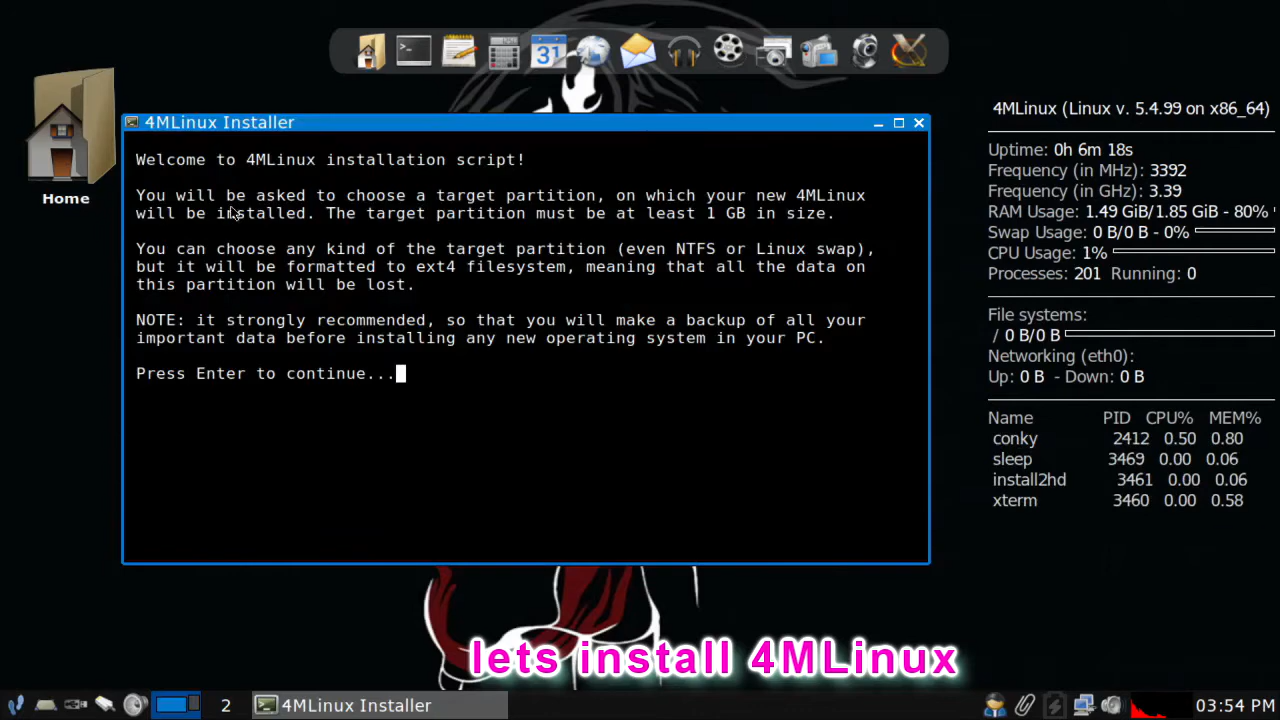 31
Home
4MLinux Installer
Welcome to 4MLinux installation script!
You will be asked to choose a target partition, on which your new 4MLinux
will be installed. The target partition must be at least 1 GB in size.
You can choose any kind of the target partition (even NTFS or Linux swap),
but it will be formatted to ext4 filesystem, meaning that all the data on
this partition will be lost.
NOTE: it strongly recommended, so that you will make a backup of all your
important data before installing any new operating system in your PC.
Press Enter to continue...
4MLinux (Linux v. 5.4.99 on x86_64)
Uptime: 0h 6m 18s
Frequency (in MHz): 3392
Frequency (in GHz): 3.39
RAM Usage: 1.49 GiB/1.85 GiB - 80%
Swap Usage: 0 B/0 B - 0%
CPU Usage: 1%
Processes: 201 Running: 0
File systems:
/ 0 B/0 B
Networking (eth0):
Up: 0 B - Down: 0 B
Name PID CPU% MEM%
conky 2412 0.50 0.80
sleep 3469 0.00 0.06
install2hd 3461 0.00 0.06
xterm 3460 0.00 0.58
lets install 4MLinux
2 4MLinux Installer 03:54 PM